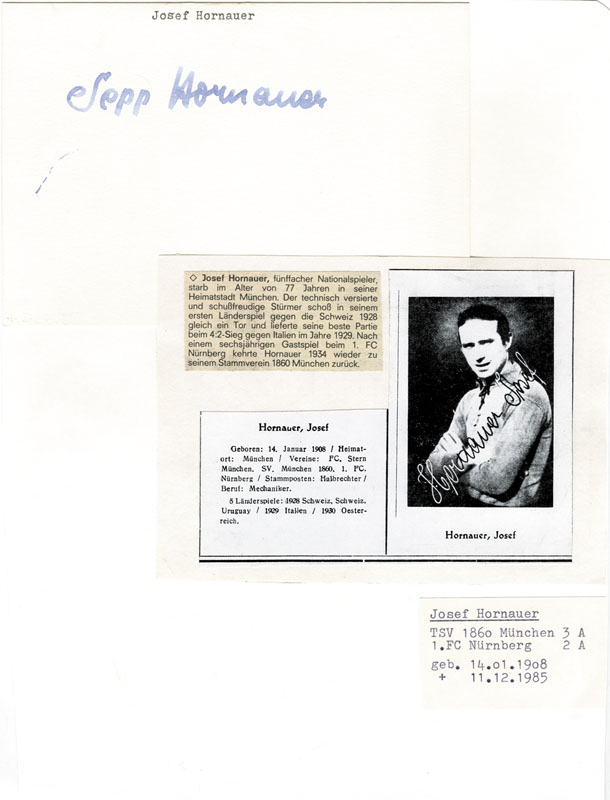 Josef Hornauer
Sepp Hornauer
◇ Josef Hornauer, fünffacher Nationalspieler,
starb im Alter von 77 Jahren in seiner
Heimatstadt München. Der technisch versierte
und schußfreudige Stürmer schoß in seinem
ersten Länderspiel gegen die Schweiz 1928
gleich ein Tor und lieferte seine beste Partie
beim 4:2-Sieg gegen Italien im Jahre 1929. Nach
einem sechsjährigen Gastspiel beim 1. FC
Nürnberg kehrte Hornauer 1934 wieder zu
seinem Stammverein 1860 München zurück.
Hornauer, Josef
Geboren: 14. Januar 1908 / Heimat-
ort: München / Vereine: FC. Stern
München, SV. München 1860, 1. FC.
Nürnberg / Stammposten: Halbrechter /
Beruf: Mechaniker.
5 Länderspiele: 1928 Schweiz, Schweiz,
Uruguay / 1929 Italien / 1930 Oester-
reich.
Hornauer Josef
Hornauer, Josef
Josef Hornauer
TSV 1860 München 3 A
1.FC Nürnberg 2 A
geb. 14.01.1908
+ 11.12.1985